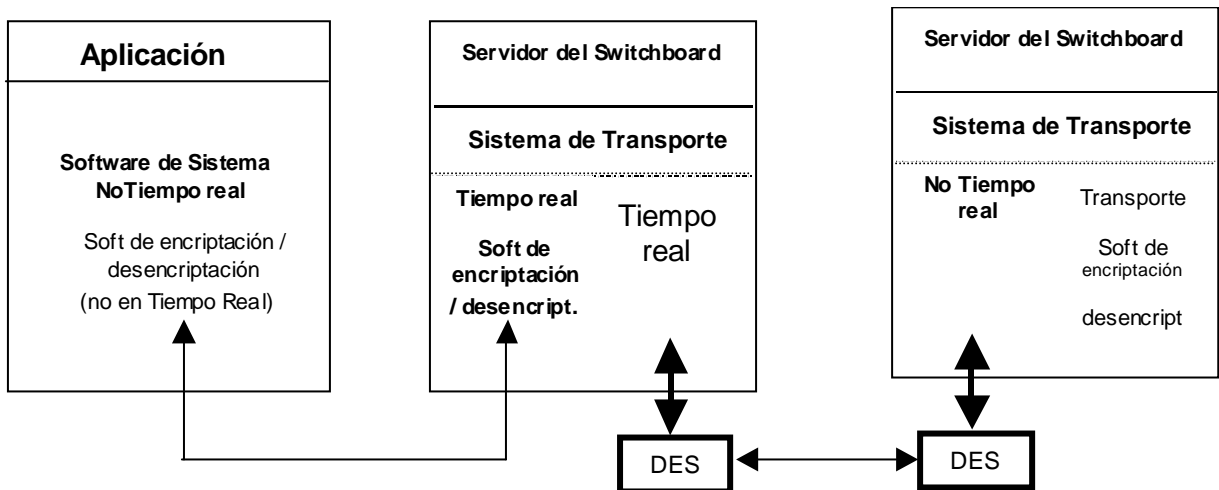 Aplicación
Software de Sistema
NoTiempo real
Soft de encriptación /
desencriptación
(no en Tiempo Real)
Servidor del Switchboard
Sistema de Transporte
Tiempo real
Soft de
encriptación
/ desencript.
Tiempo
real
DES
Servidor del Switchboard
Sistema de Transporte
No Tiempo
real
Transporte
Soft de
encriptación
desencript
DES